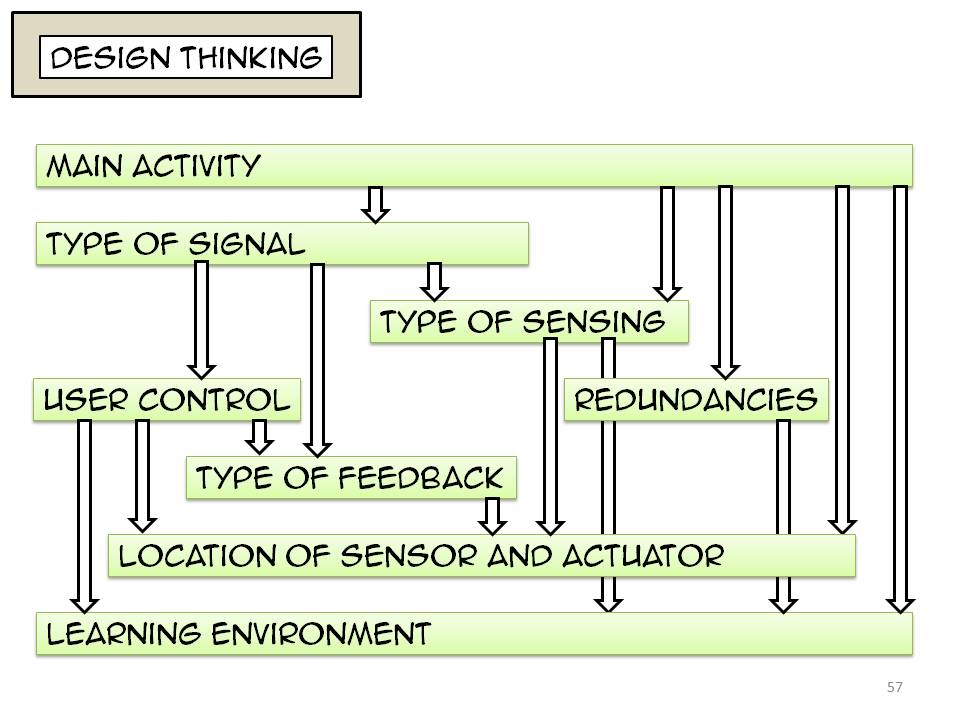 DESIGN THINKING
MAIN ACTIVITY
TYPE OF SIGNAL
TYPE OF SENSING
USER CONTROL
REDUNDANCIES
TYPE OF FEEDBACK
LOCATION OF SENSOR AND ACTUATOR
LEARNING ENVIRONMENT
57